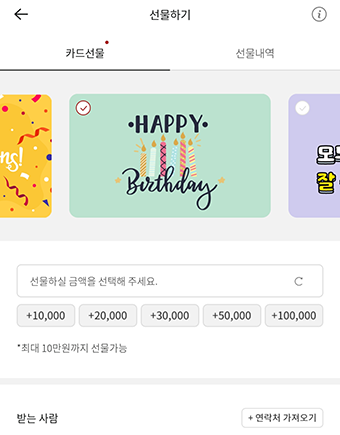 선물하기
카드선물
선물내역
ns!
HAPPY
Birthday
잘
선물하실 금액을 선택해 주세요.
+10,000
+20,000
+30,000
+50,000
+100,000
*최대 10만원까지 선물가능
받는 사람
+ 연락처 가져오기